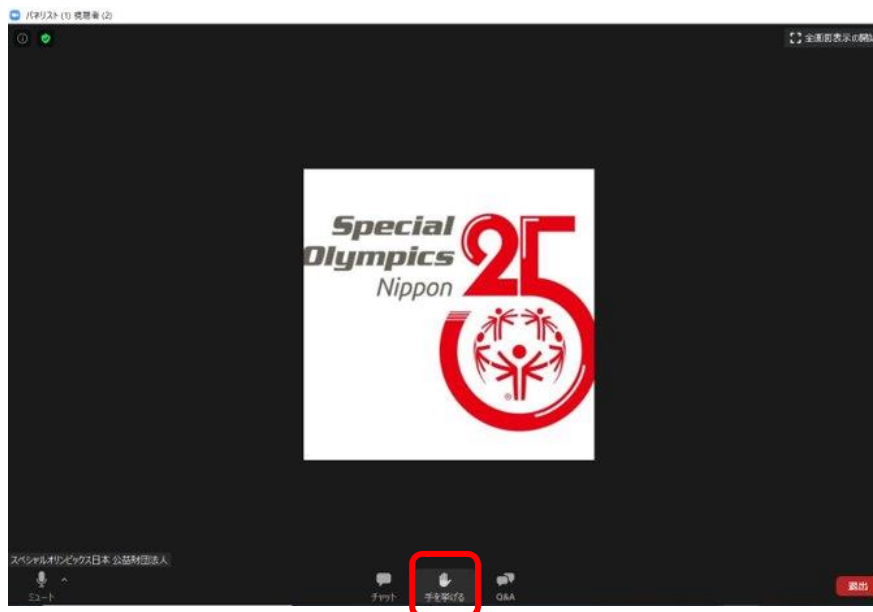 パネリスト (1) 視聴者 (2)
全画面表示の開始
Special
Olympics
Nippon
25
®
スペシャルオリンピックス日本 公益財団法人
ミュート
チャット
手を挙げる
Q&A
退出